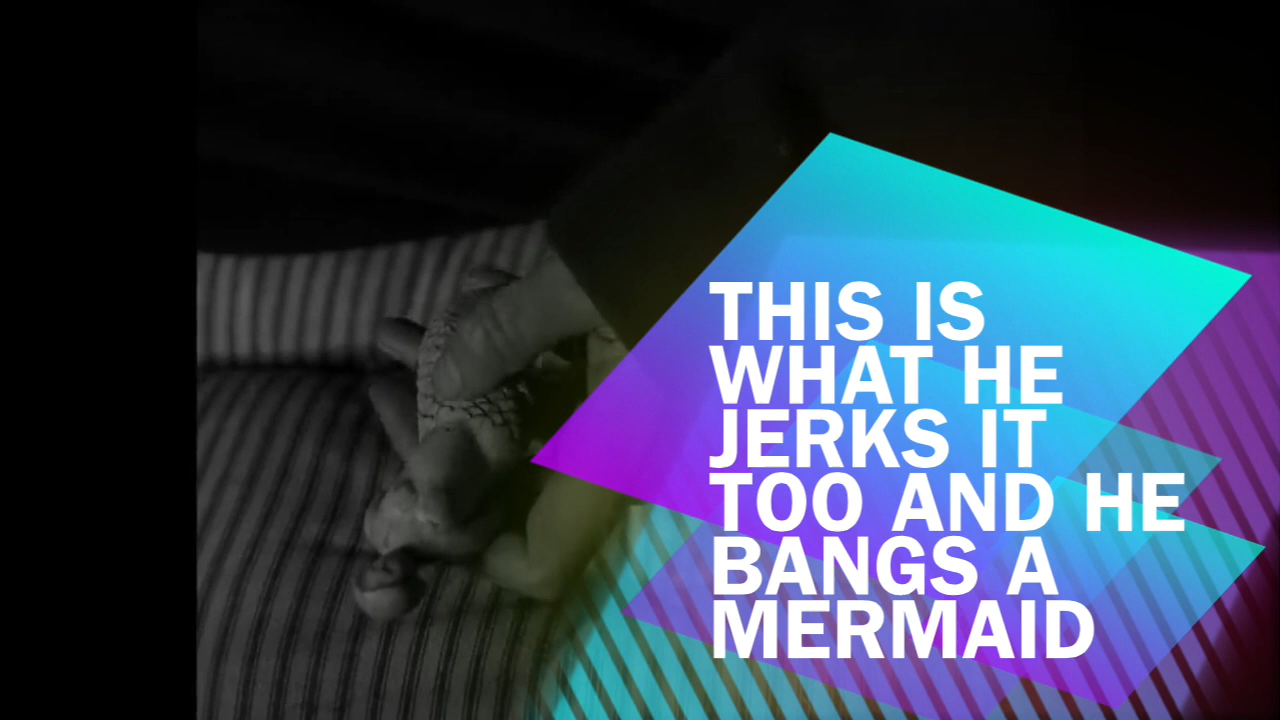 THIS IS
WHAT HE
JERKS IT
TOO AND HE
BANGS A
MERMAID